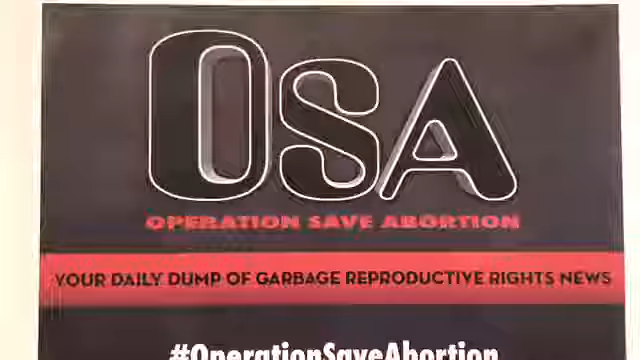 OSA
OPERATION SAVE ABORTION
YOUR DAILY DUMP OF GARBAGE REPRODUCTIVE RIGHTS NEWS
#OperationSaveAbortion